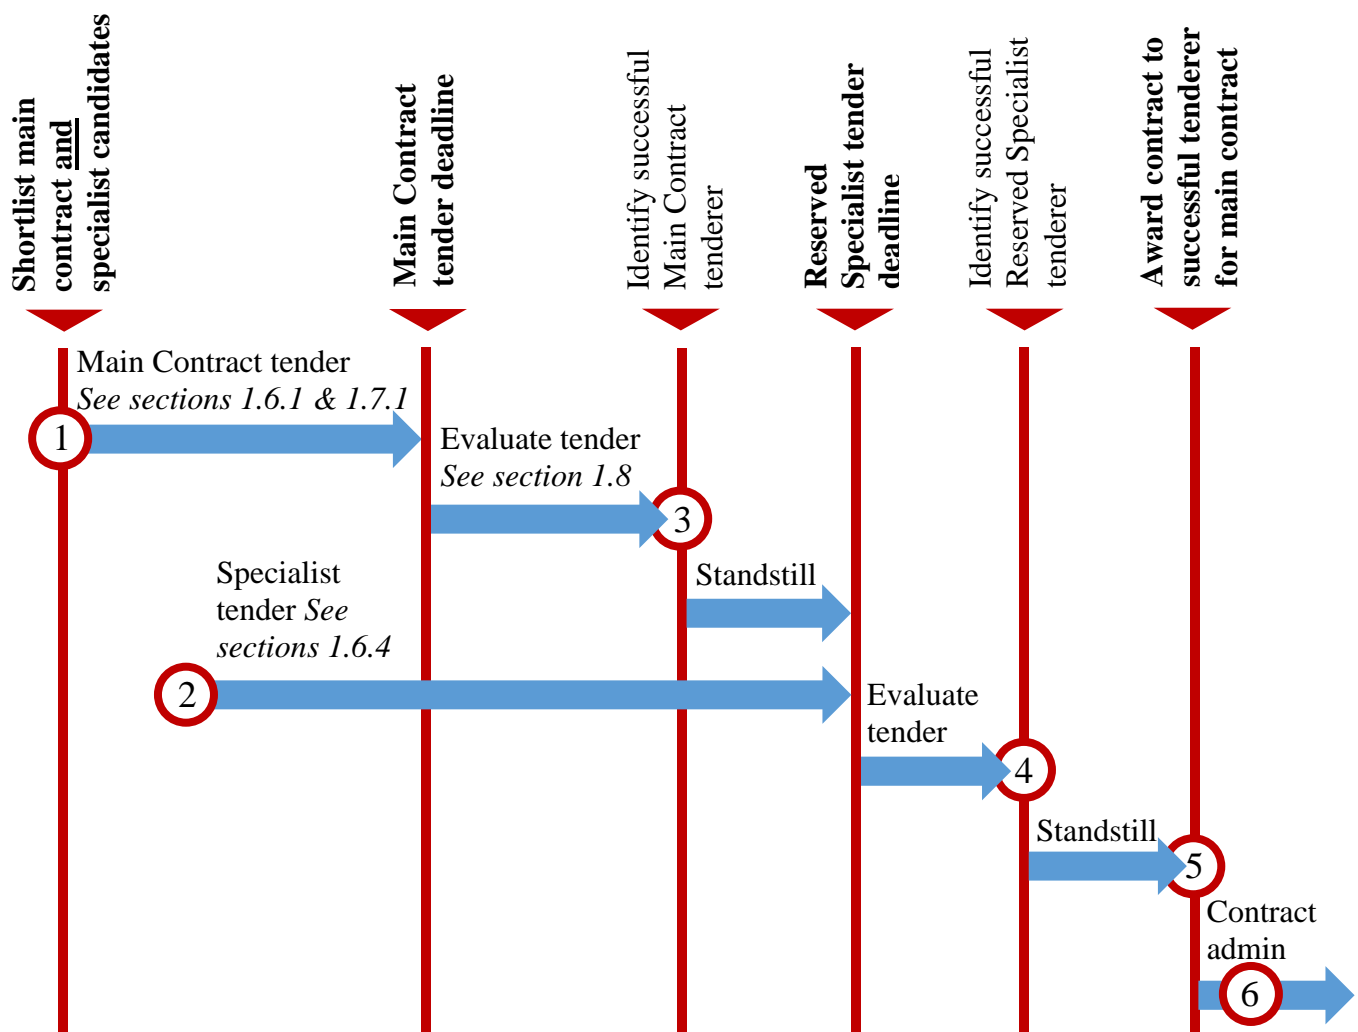 Shortlist main
contract and
specialist candidates
Main Contract
tender deadline
Identify successful
Main Contract
tenderer
Reserved
Specialist tender
deadline
Identify successful
Reserved Specialist
tenderer
Award contract to
successful tenderer
for main contract
Main Contract tender
See sections 1.6.1 & 1.7.1
1
Evaluate tender
See section 1.8
3
Specialist
tender See
sections 1.6.4
Standstill
2
Evaluate
tender
4
Standstill
5
Contract
admin
6